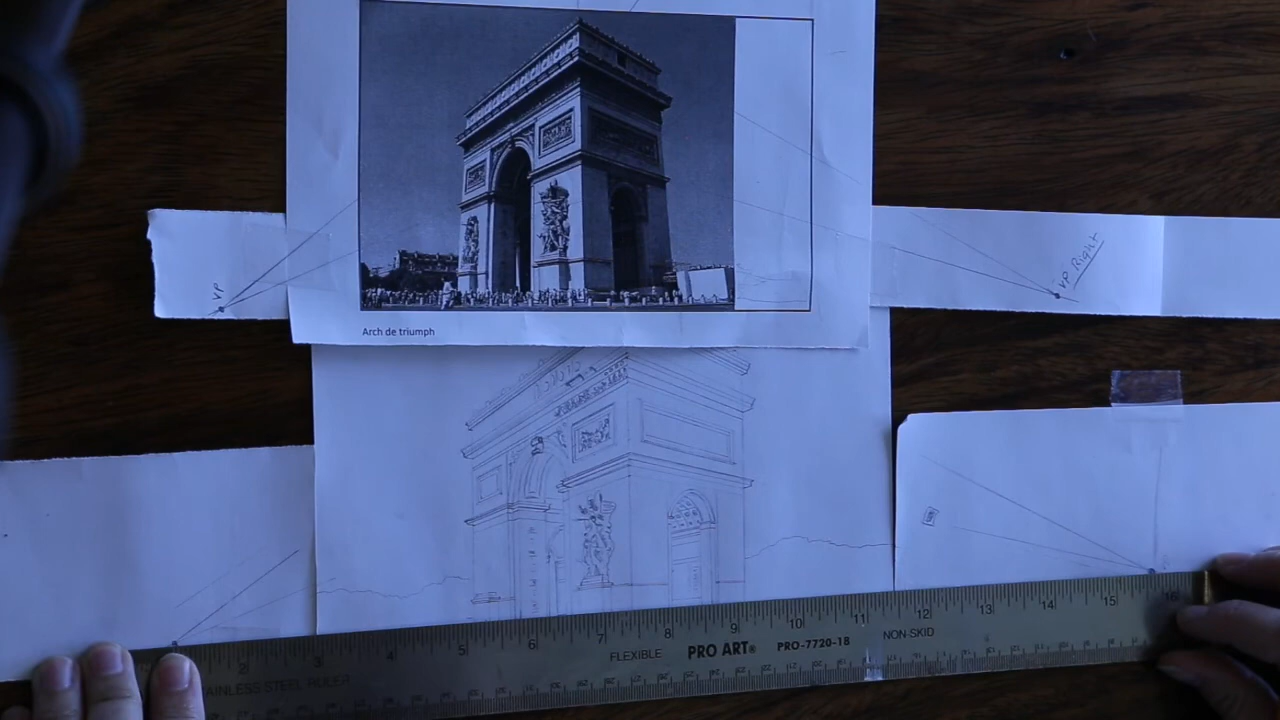 VP
VP Right
Arch de triumph
2 3 4 5 6 7 8 9 10 11 12 13 14 15 16
FLEXIBLE PRO ART® PRO-7720-18 NON-SKID
STAINLESS STEEL RULER